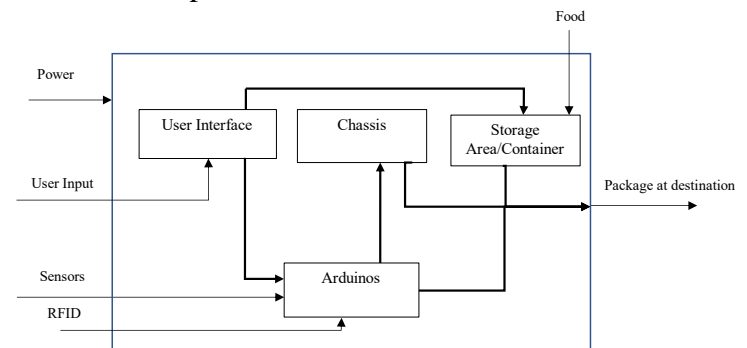 Food
Power
User Interface
Chassis
Storage
Area/Container
User Input
Package at destination
Sensors
Arduinos
RFID